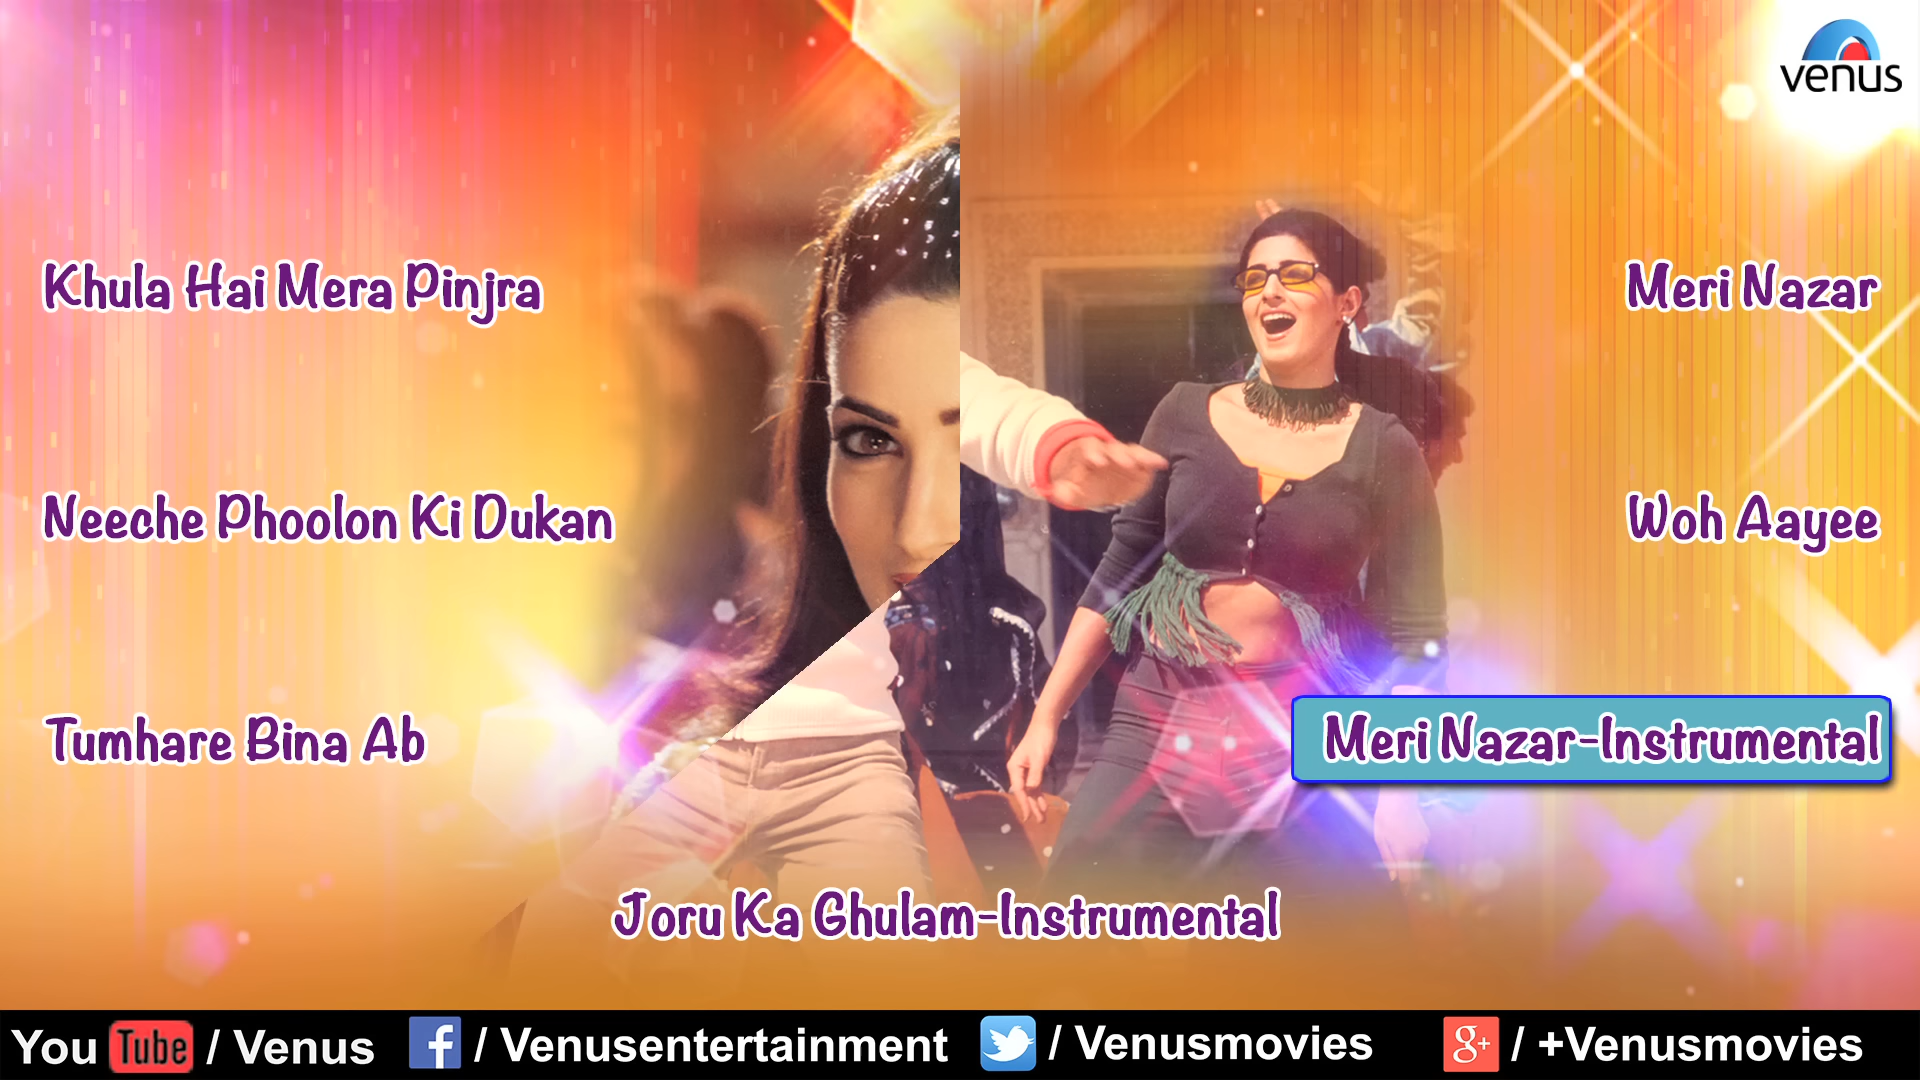 venus
Khula Hai Mera Pinjra
Meri Nazar
Neeche Phoolon Ki Dukan
Woh Aayee
Tumhare Bina Ab
Meri Nazar-Instrumental
Joru Ka Ghulam-Instrumental
You Tube / Venus f / Venusentertainment / Venusmovies g+ / +Venusmovies